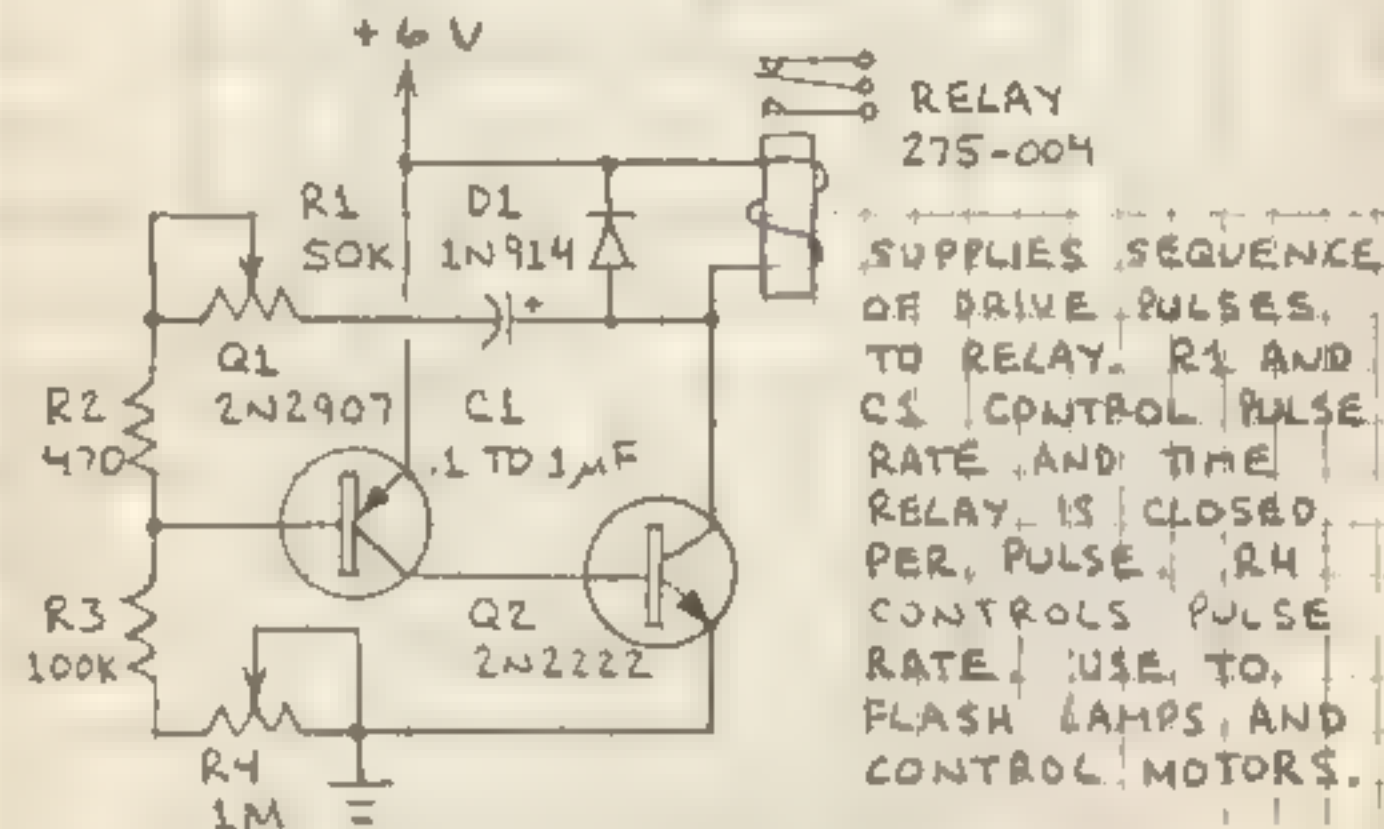 + 6 V
RELAY
275-004
R1
50K
D1
1N914
+
Q1
2N2907
C1
.1 TO 1µF
R2
470
R3
100K
Q2
2N2222
R4
1M
SUPPLIES SEQUENCE
OF DRIVE PULSES
TO RELAY. R1 AND
C1 CONTROL PULSE
RATE AND TIME
RELAY IS CLOSED
PER PULSE. R4
CONTROLS PULSE
RATE. USE TO
FLASH LAMPS AND
CONTROL MOTORS.